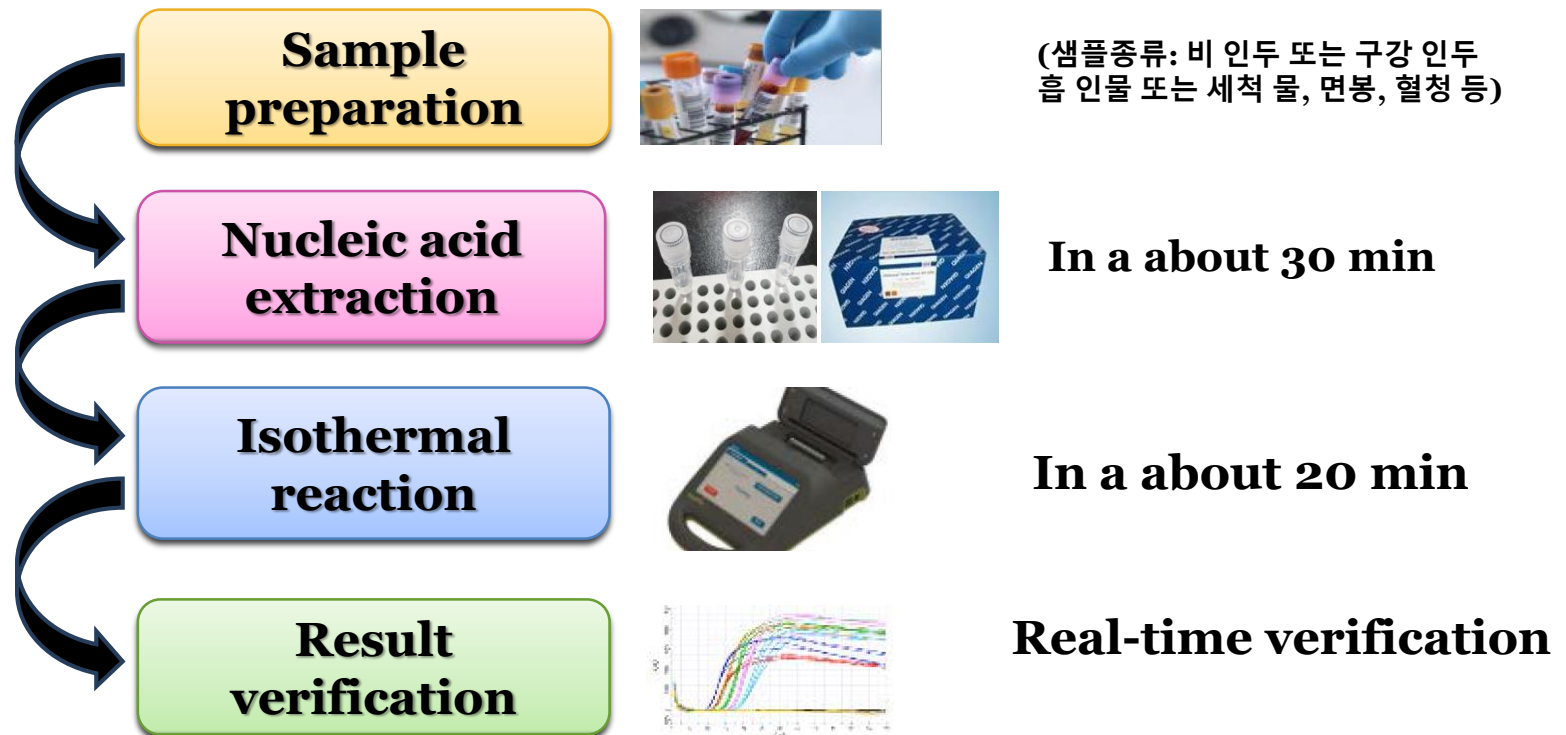 Sample
preparation
(샘플종류: 비 인두 또는 구강 인두
흡 인물 또는 세척 물, 면봉, 혈청 등)
Nucleic acid
extraction
QIAGEN
In a about 30 min
Isothermal
reaction
In a about 20 min
Result
verification
Real-time verification